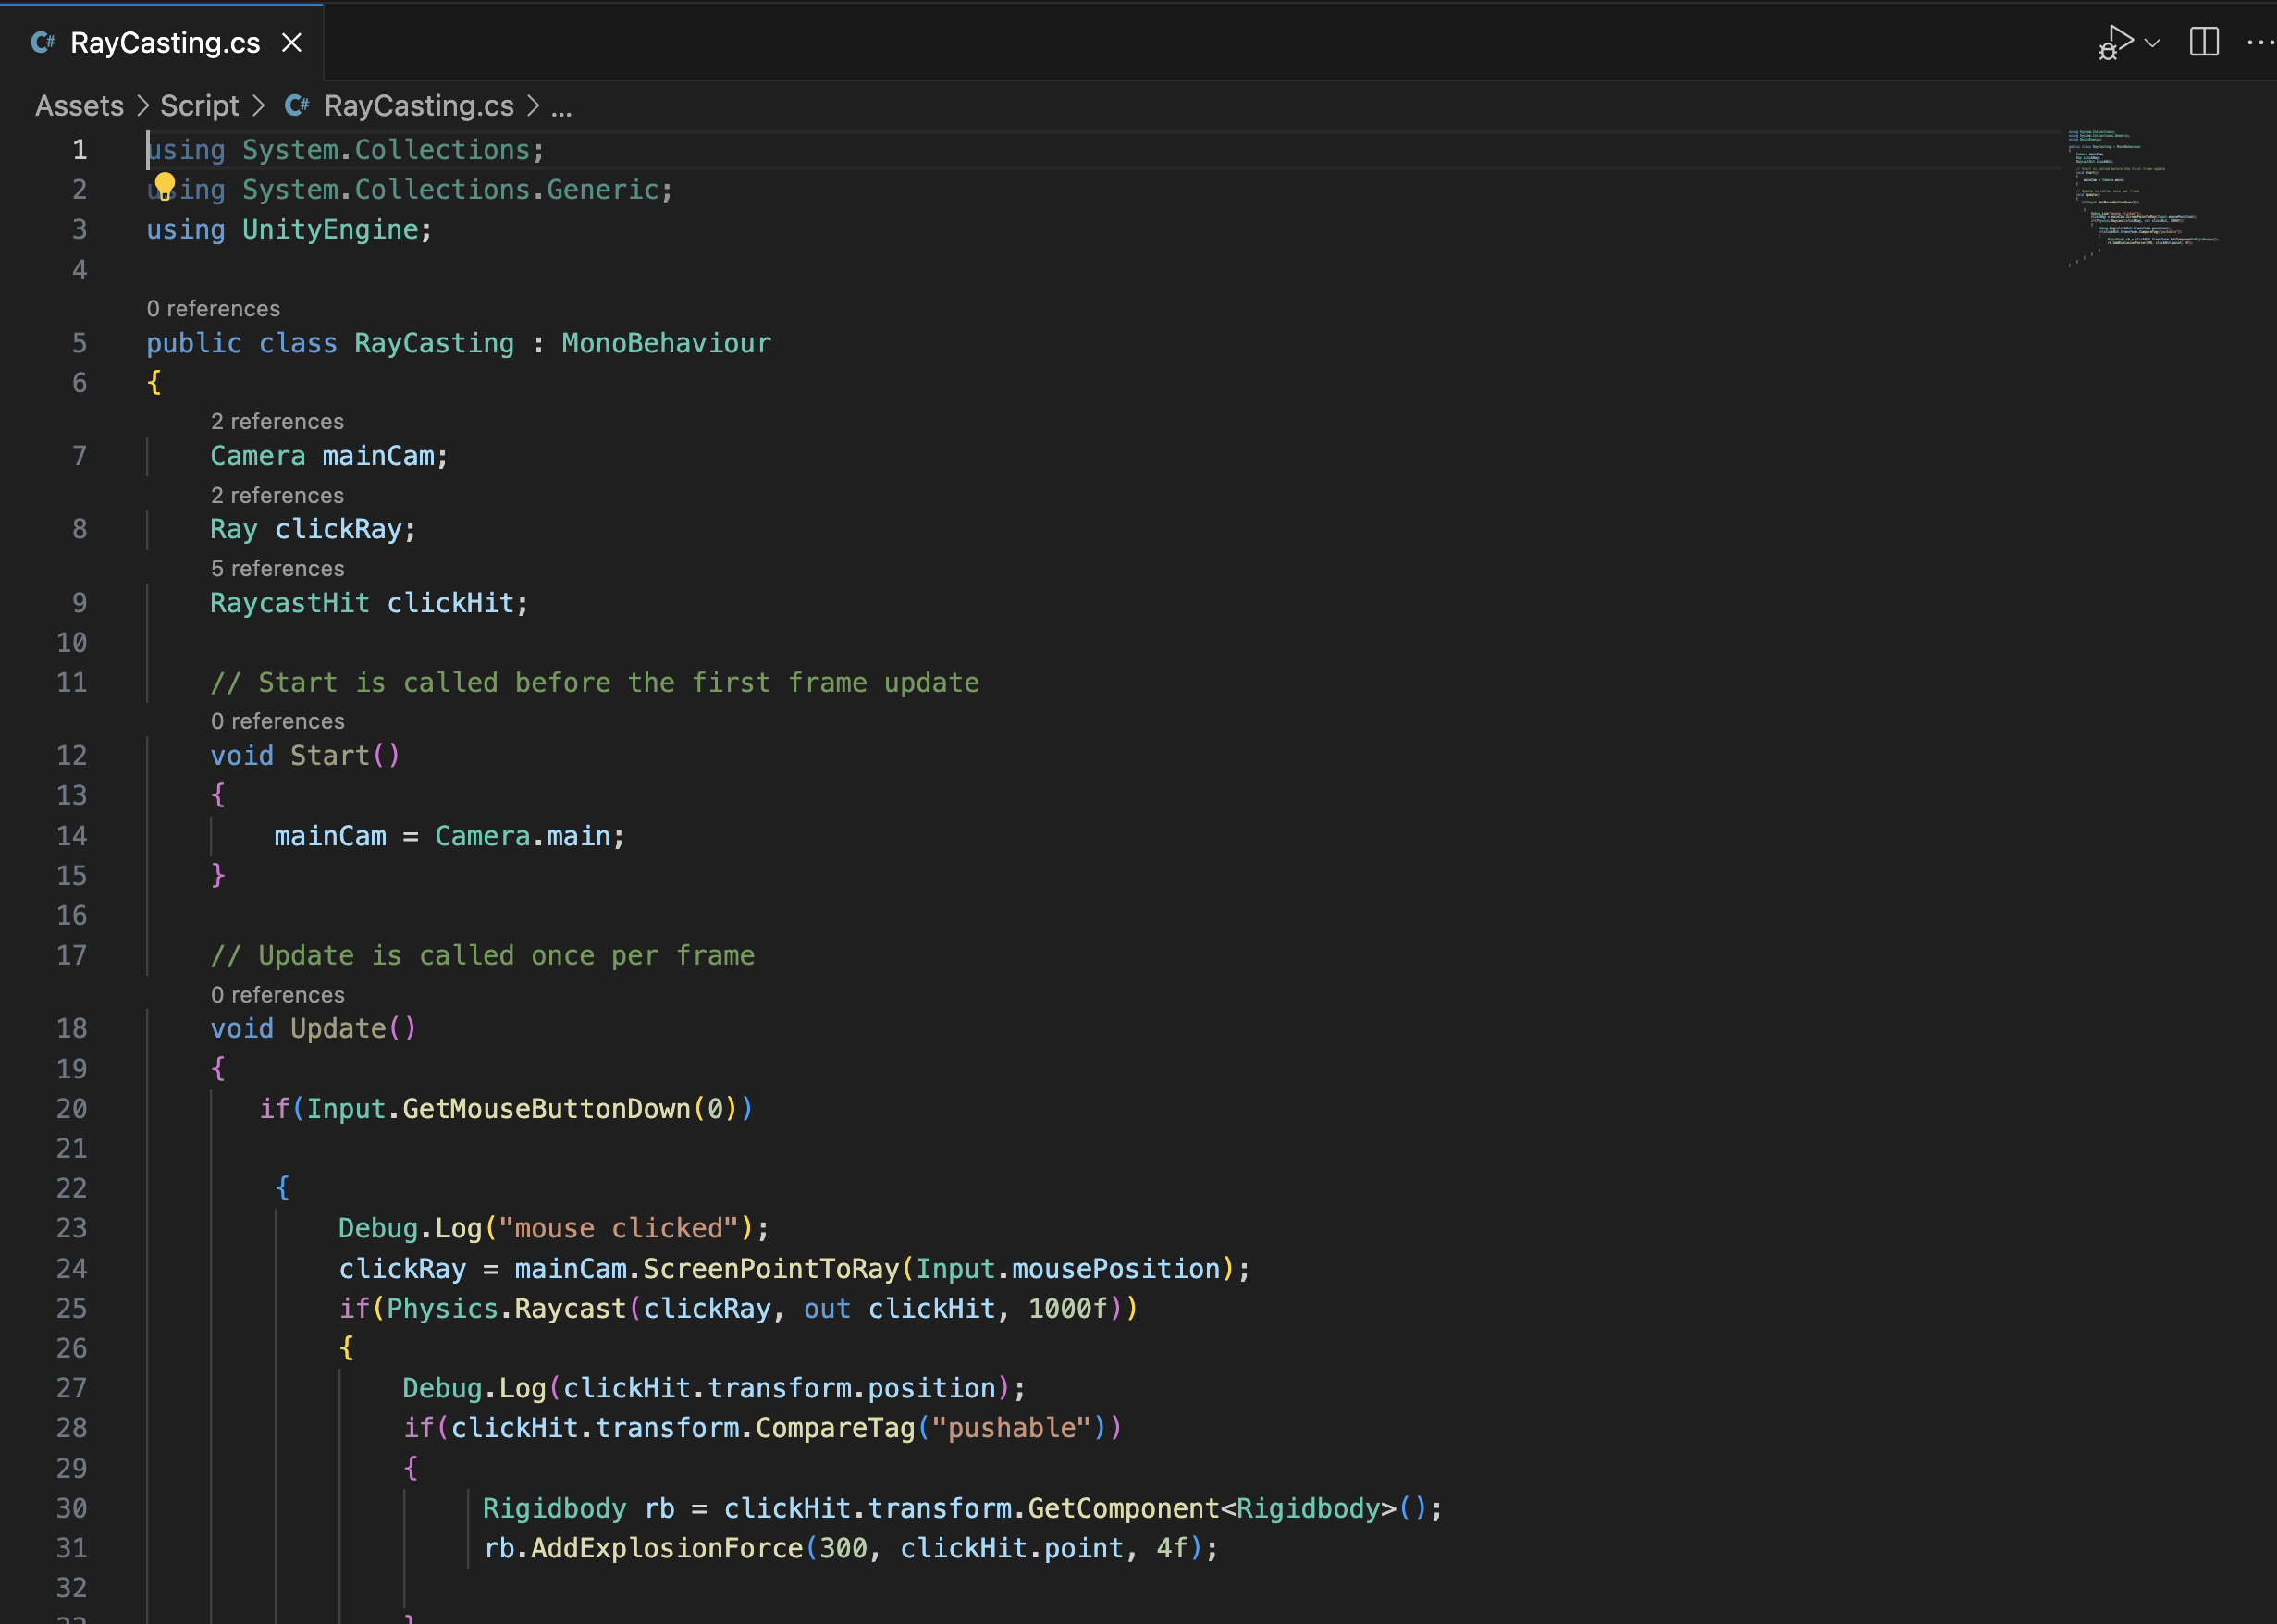 C# RayCasting.cs
Assets > Script > C# RayCasting.cs > ...
1 using System.Collections;
2 using System.Collections.Generic;
3 using UnityEngine;
4
0 references
5 public class RayCasting : MonoBehaviour
6 {
2 references
7 Camera mainCam;
2 references
8 Ray clickRay;
5 references
9 RaycastHit clickHit;
10
11 // Start is called before the first frame update
0 references
12 void Start()
13 {
14 mainCam = Camera.main;
15 }
16
17 // Update is called once per frame
0 references
18 void Update()
19 {
20 if(Input.GetMouseButtonDown(0))
21
22 {
23 Debug.Log("mouse clicked");
24 clickRay = mainCam.ScreenPointToRay(Input.mousePosition);
25 if(Physics.Raycast(clickRay, out clickHit, 1000f))
26 {
27 Debug.Log(clickHit.transform.position);
28 if(clickHit.transform.CompareTag("pushable"))
29 {
30 Rigidbody rb = clickHit.transform.GetComponent<Rigidbody>();
31 rb.AddExplosionForce(300, clickHit.point, 4f);
32